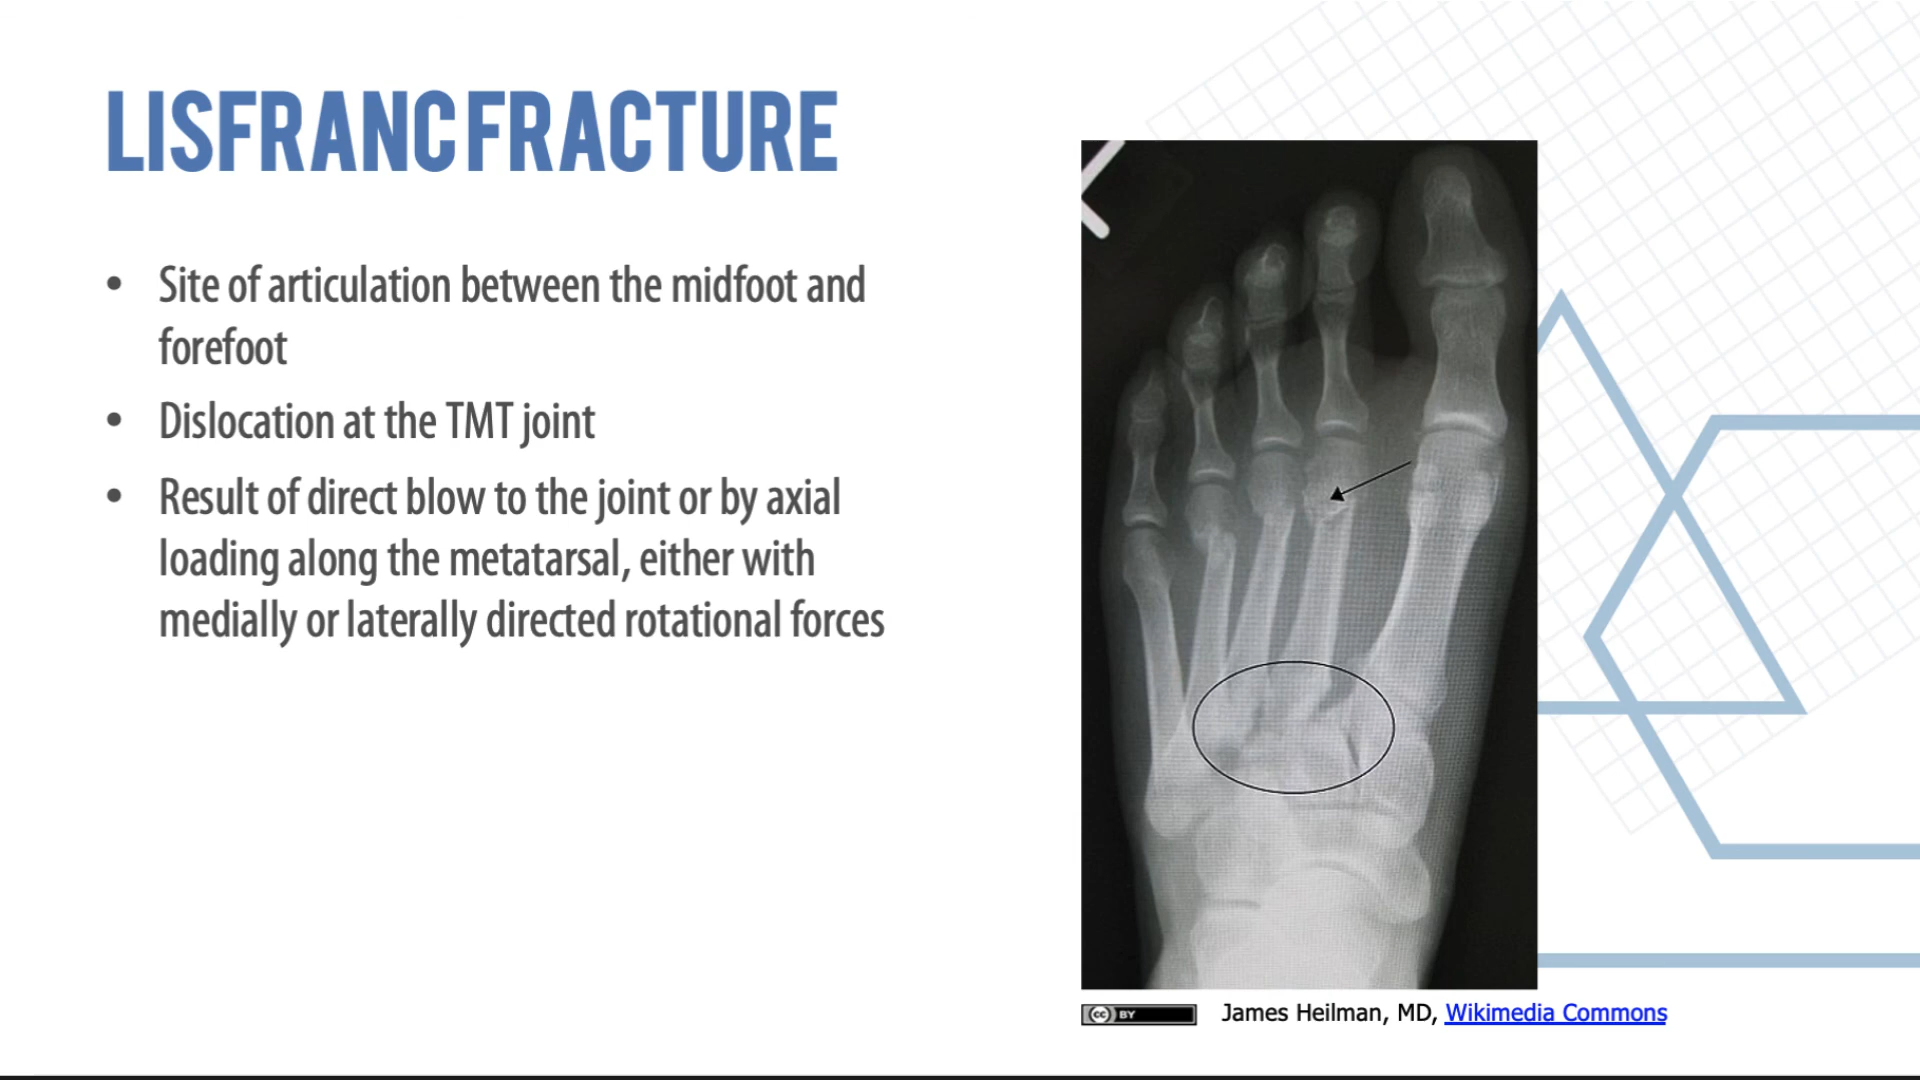 LISFRANC FRACTURE
• Site of articulation between the midfoot and
forefoot
• Dislocation at the TMT joint
• Result of direct blow to the joint or by axial
loading along the metatarsal, either with
medially or laterally directed rotational forces
cc BY
James Heilman, MD, Wikimedia Commons